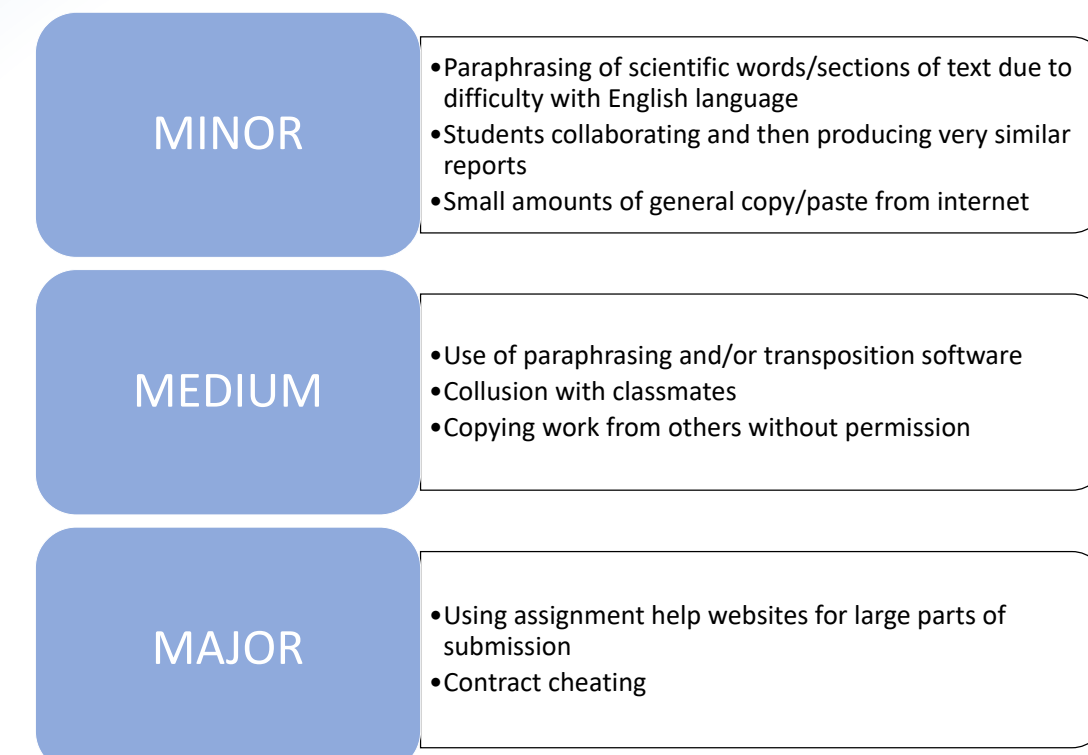 MINOR
•Paraphrasing of scientific words/sections of text due to
difficulty with English language
•Students collaborating and then producing very similar
reports
•Small amounts of general copy/paste from internet
MEDIUM
•Use of paraphrasing and/or transposition software
•Collusion with classmates
•Copying work from others without permission
MAJOR
•Using assignment help websites for large parts of
submission
•Contract cheating